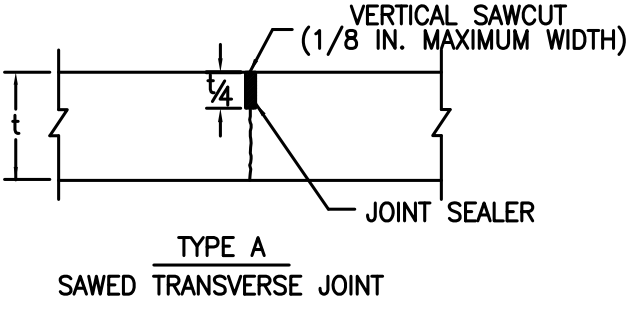 VERTICAL SAWCUT
(1/8 IN. MAXIMUM WIDTH)
t/4
t
JOINT SEALER
TYPE A
SAWED TRANSVERSE JOINT